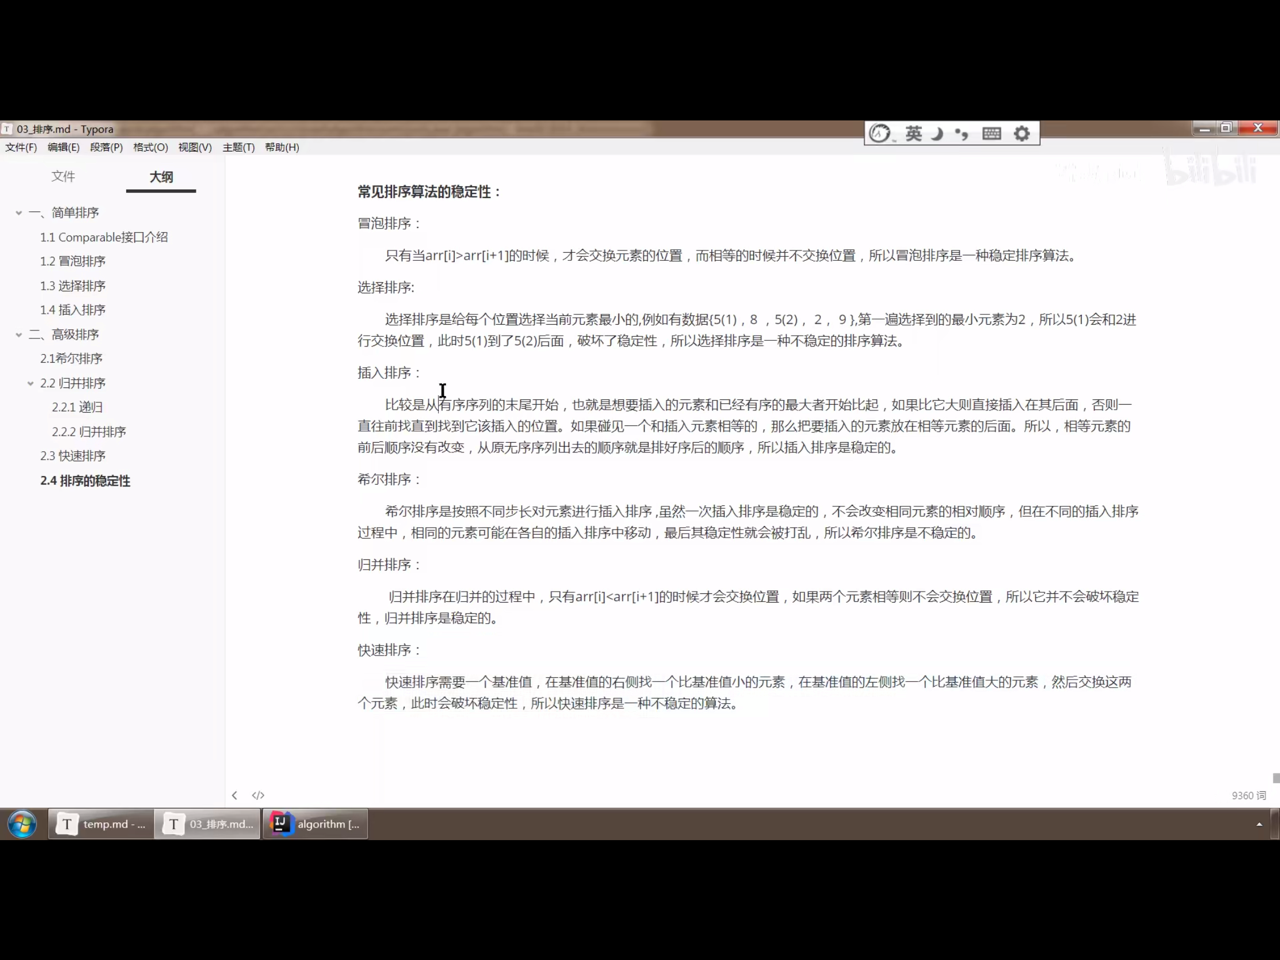 03_排序.md - Typora
英
文件(F) 编辑(E) 段落(P) 格式(O) 视图(V) 主题(T) 帮助(H)
文件 大纲
一、简单排序
1.1 Comparable接口介绍
1.2 冒泡排序
1.3 选择排序
1.4 插入排序
二、高级排序
2.1希尔排序
2.2 归并排序
2.2.1 递归
2.2.2 归并排序
2.3 快速排序
2.4 排序的稳定性
bilibili
常见排序算法的稳定性：
冒泡排序：
只有当arr[i]>arr[i+1]的时候，才会交换元素的位置，而相等的时候并不交换位置，所以冒泡排序是一种稳定排序算法。
选择排序:
选择排序是给每个位置选择当前元素最小的,例如有数据{5(1)，8 ，5(2)， 2， 9 },第一遍选择到的最小元素为2，所以5(1)会和2进
行交换位置，此时5(1)到了5(2)后面，破坏了稳定性，所以选择排序是一种不稳定的排序算法。
插入排序：
比较是从有序序列的末尾开始，也就是想要插入的元素和已经有序的最大者开始比起，如果比它大则直接插入在其后面，否则一
直往前找直到找到它该插入的位置。如果碰见一个和插入元素相等的，那么把要插入的元素放在相等元素的后面。所以，相等元素的
前后顺序没有改变，从原无序序列出去的顺序就是排好序后的顺序，所以插入排序是稳定的。
希尔排序：
希尔排序是按照不同步长对元素进行插入排序 ,虽然一次插入排序是稳定的，不会改变相同元素的相对顺序，但在不同的插入排序
过程中，相同的元素可能在各自的插入排序中移动，最后其稳定性就会被打乱，所以希尔排序是不稳定的。
归并排序：
归并排序在归并的过程中，只有arr[i]<arr[i+1]的时候才会交换位置，如果两个元素相等则不会交换位置，所以它并不会破坏稳定
性，归并排序是稳定的。
快速排序：
快速排序需要一个基准值，在基准值的右侧找一个比基准值小的元素，在基准值的左侧找一个比基准值大的元素，然后交换这两
个元素，此时会破坏稳定性，所以快速排序是一种不稳定的算法。
9360 词
temp.md - ... 03_排序.md... algorithm [...